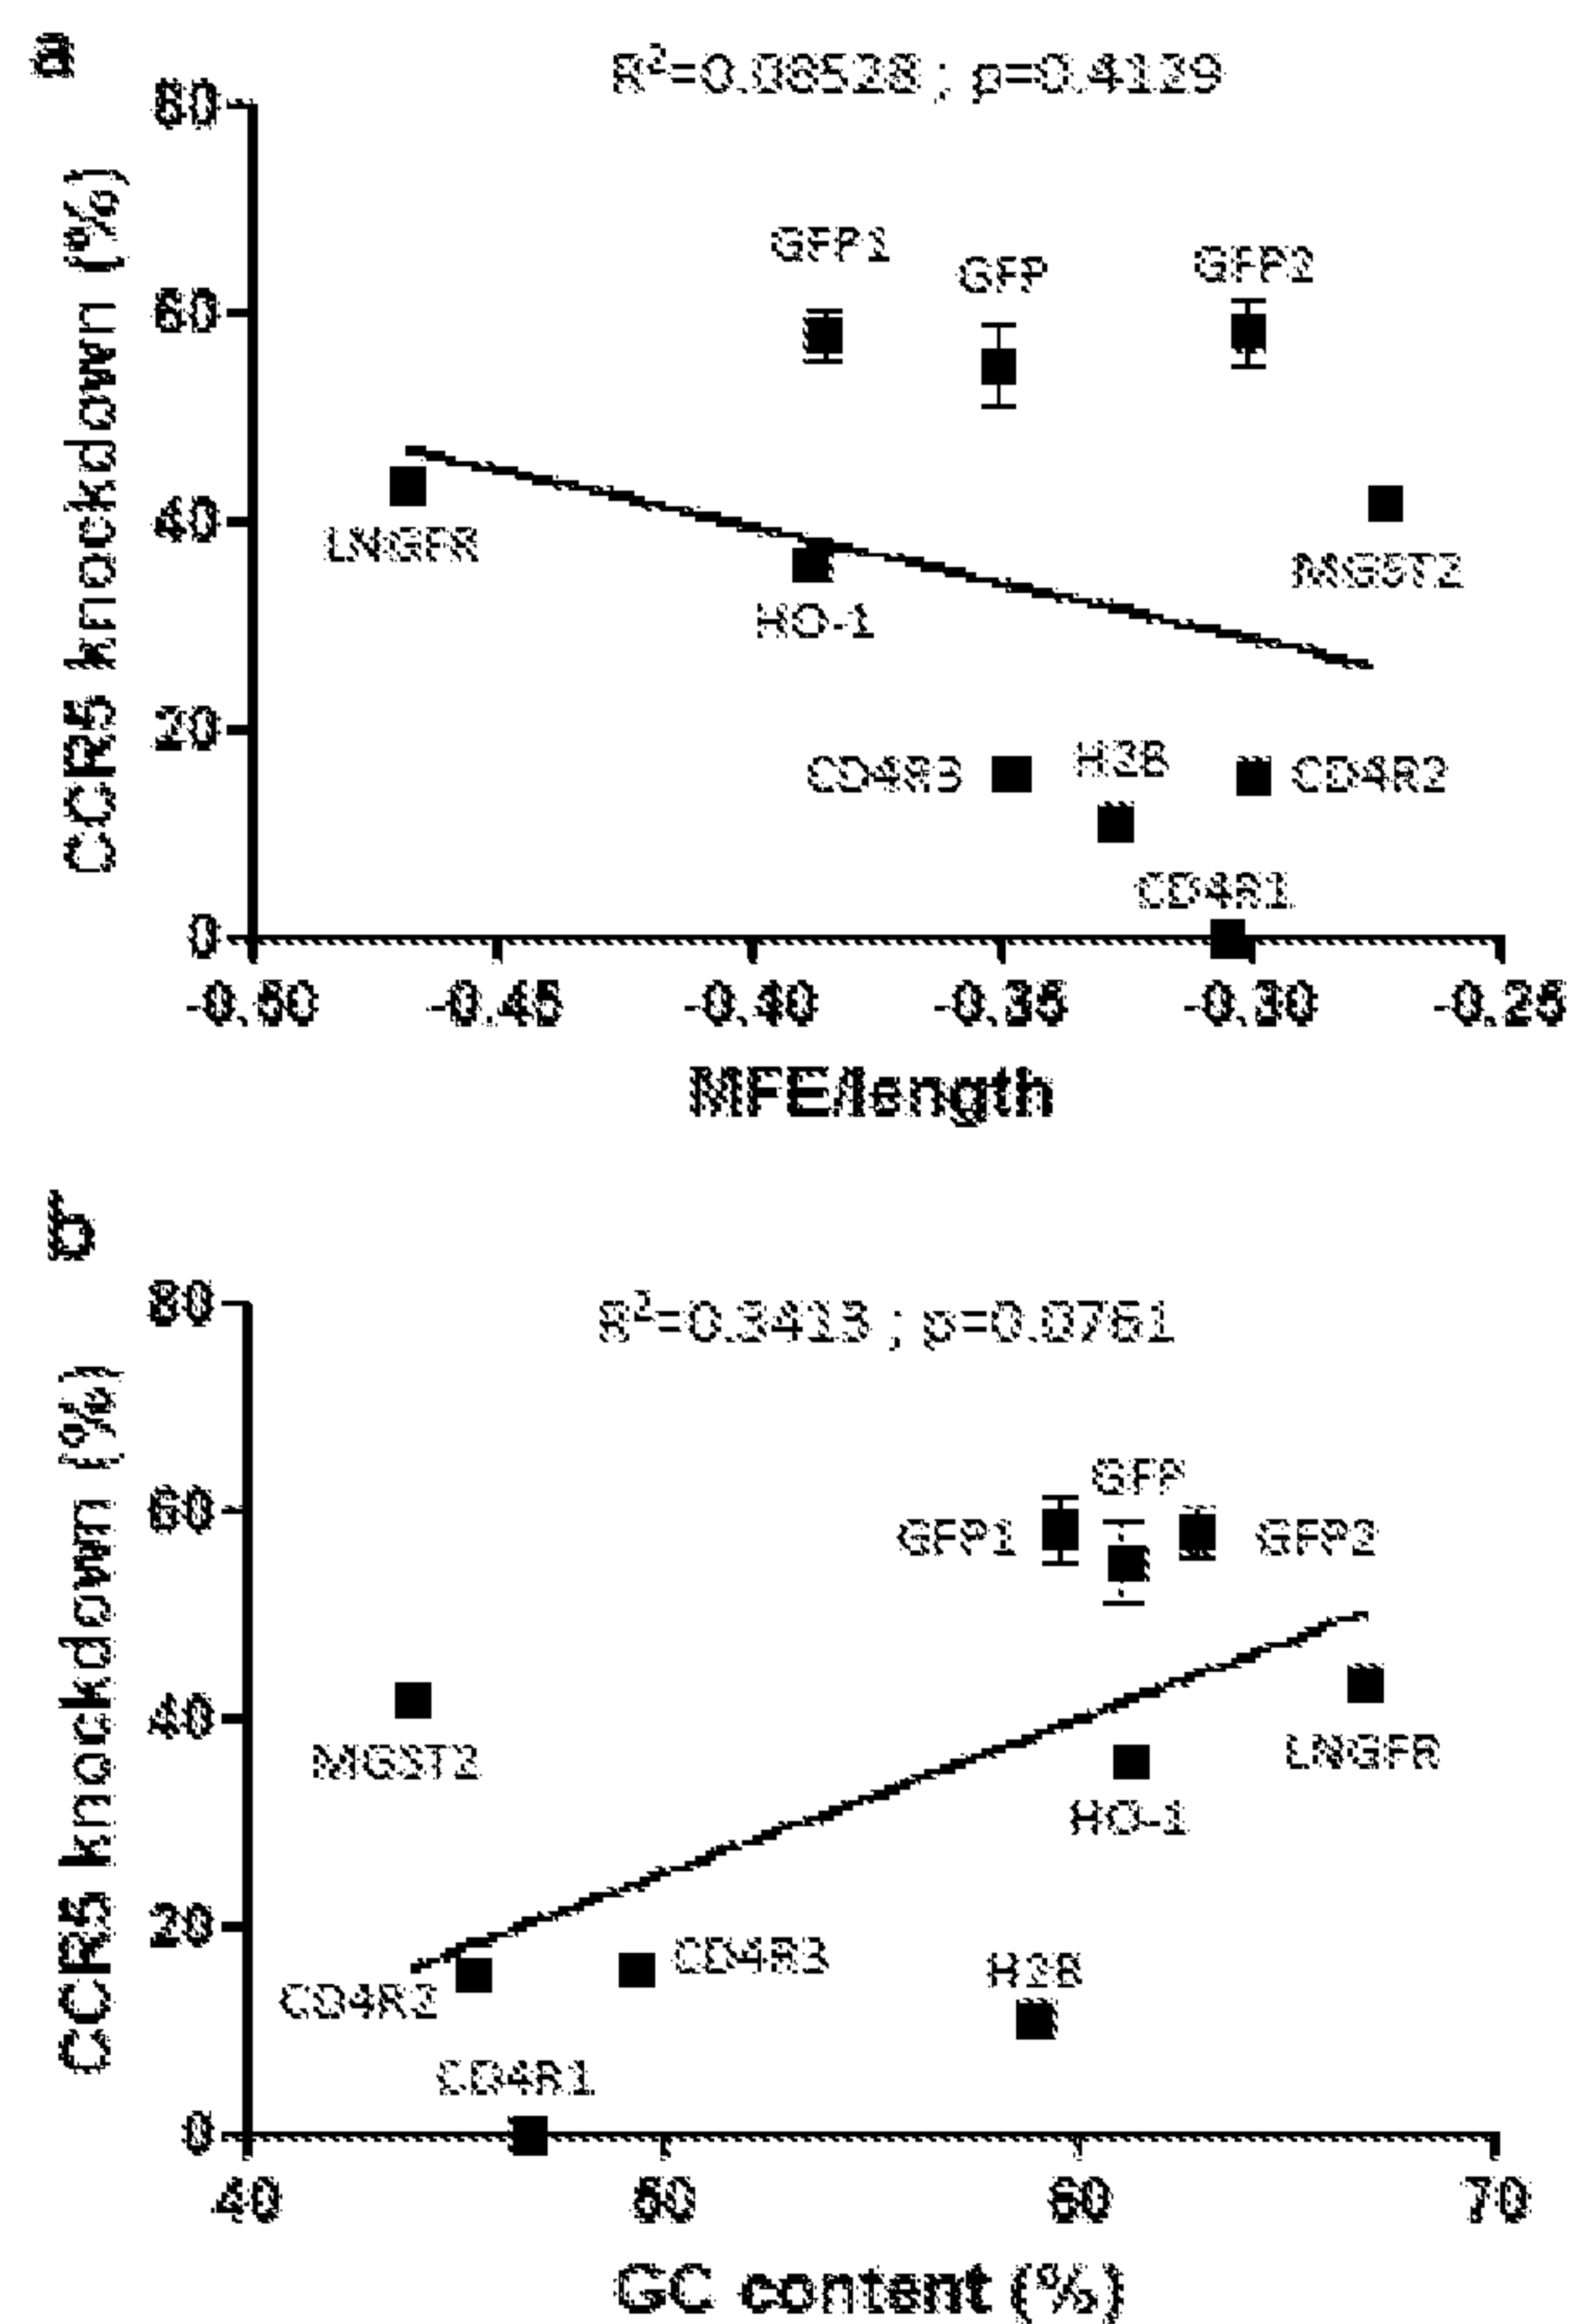 a
R²=0.08528 ; p=0.4129
80
60
40
20
0
CCR5 knockdown (%)
GFP1
GFP
GFP2
LNGFR
HO-1
MGST2
CD4R3
H2B
CD4R2
CD4R1
-0.50
-0.45
-0.40
-0.35
-0.30
-0.25
MFE/length
b
R²=0.3413 ; p=0.0761
80
60
40
20
0
CCR5 knockdown (%)
GFP
GFP1
GFP2
MGST2
LNGFR
HO-1
CD4R2
CD4R3
H2B
CD4R1
40
50
60
70
GC content (%)